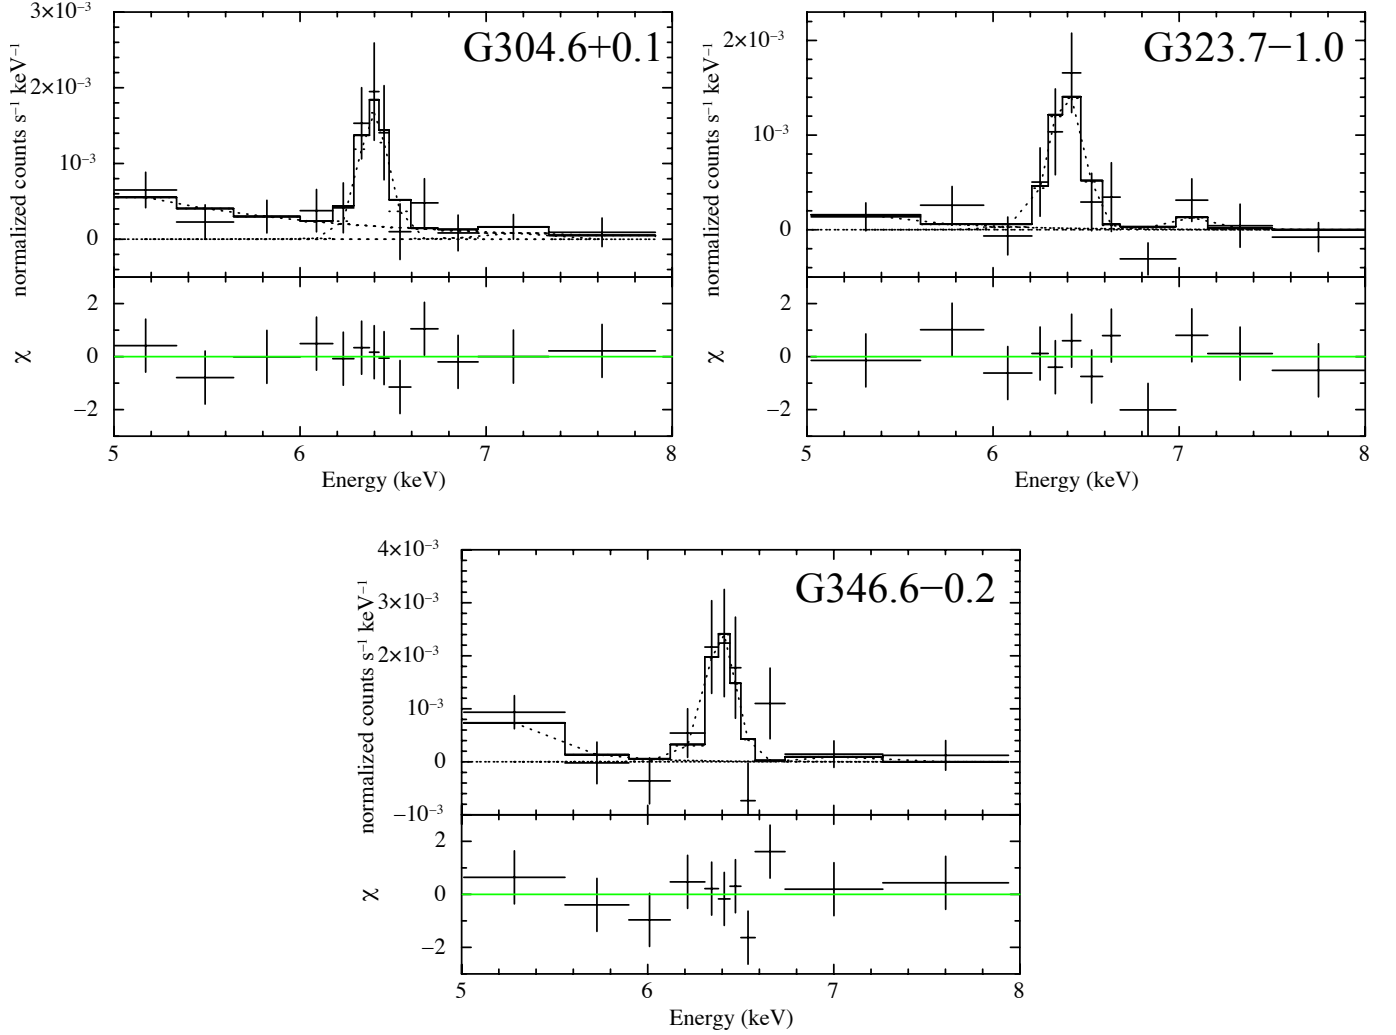 G304.6+0.1
normalized counts s⁻¹ keV⁻¹
3×10⁻³
2×10⁻³
10⁻³
0
χ
2
0
−2
5 6 7 8
Energy (keV)
G323.7−1.0
normalized counts s⁻¹ keV⁻¹
2×10⁻³
10⁻³
0
χ
2
0
−2
5 6 7 8
Energy (keV)
G346.6−0.2
normalized counts s⁻¹ keV⁻¹
4×10⁻³
3×10⁻³
2×10⁻³
10⁻³
0
−10⁻³
χ
2
0
−2
5 6 7 8
Energy (keV)